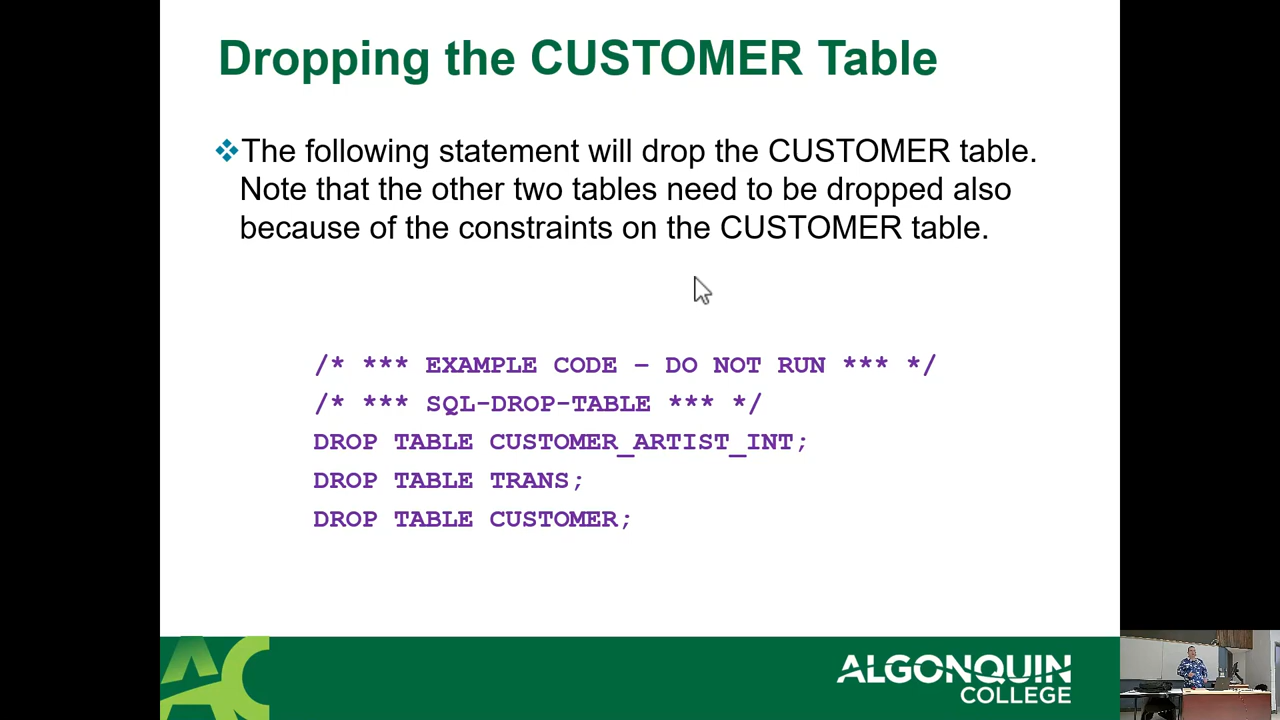 Dropping the CUSTOMER Table
❖The following statement will drop the CUSTOMER table.
Note that the other two tables need to be dropped also
because of the constraints on the CUSTOMER table.
/* *** EXAMPLE CODE – DO NOT RUN *** */
/* *** SQL-DROP-TABLE *** */
DROP TABLE CUSTOMER_ARTIST_INT;
DROP TABLE TRANS;
DROP TABLE CUSTOMER;
AC
ALGONQUIN
COLLEGE